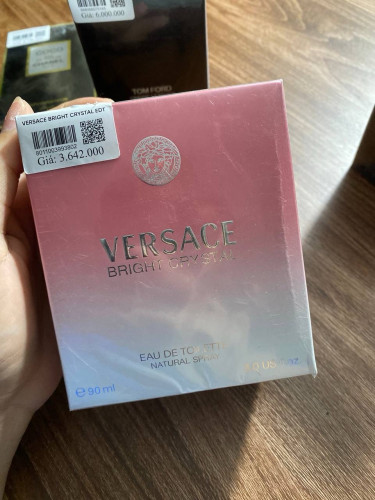 Giá: 6.000.000
TOM FORD
VERSACE BRIGHT CRYSTAL EDT
8011003993802
Giá: 3.642.000
VERSACE
BRIGHT CRYSTAL
EAU DE TOILETTE
NATURAL SPRAY
e 90 ml